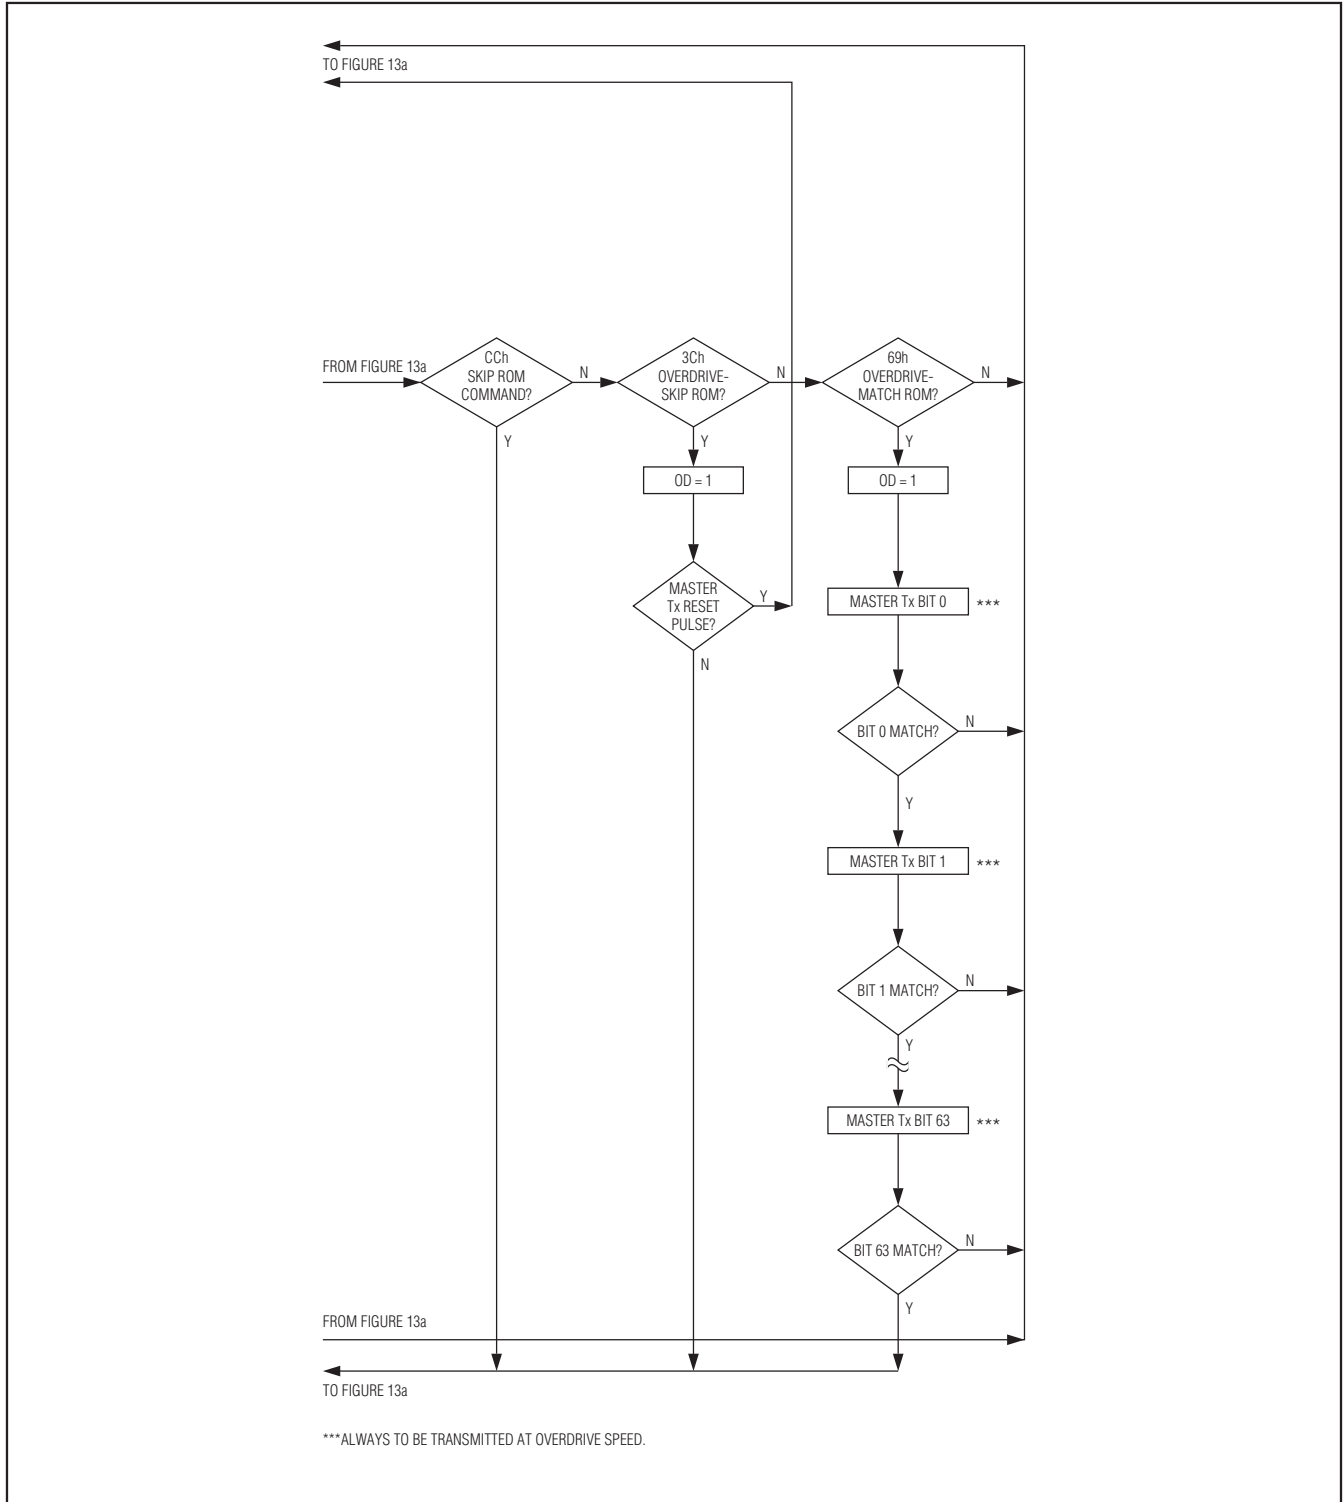 TO FIGURE 13a
FROM FIGURE 13a
CCh
SKIP ROM
COMMAND?
N
3Ch
OVERDRIVE-
SKIP ROM?
N
69h
OVERDRIVE-
MATCH ROM?
N
Y
Y
Y
OD = 1
OD = 1
MASTER
Tx RESET
PULSE?
Y
N
MASTER Tx BIT 0
***
BIT 0 MATCH?
N
Y
MASTER Tx BIT 1
***
BIT 1 MATCH?
N
Y
MASTER Tx BIT 63
***
BIT 63 MATCH?
N
Y
FROM FIGURE 13a
TO FIGURE 13a
***ALWAYS TO BE TRANSMITTED AT OVERDRIVE SPEED.